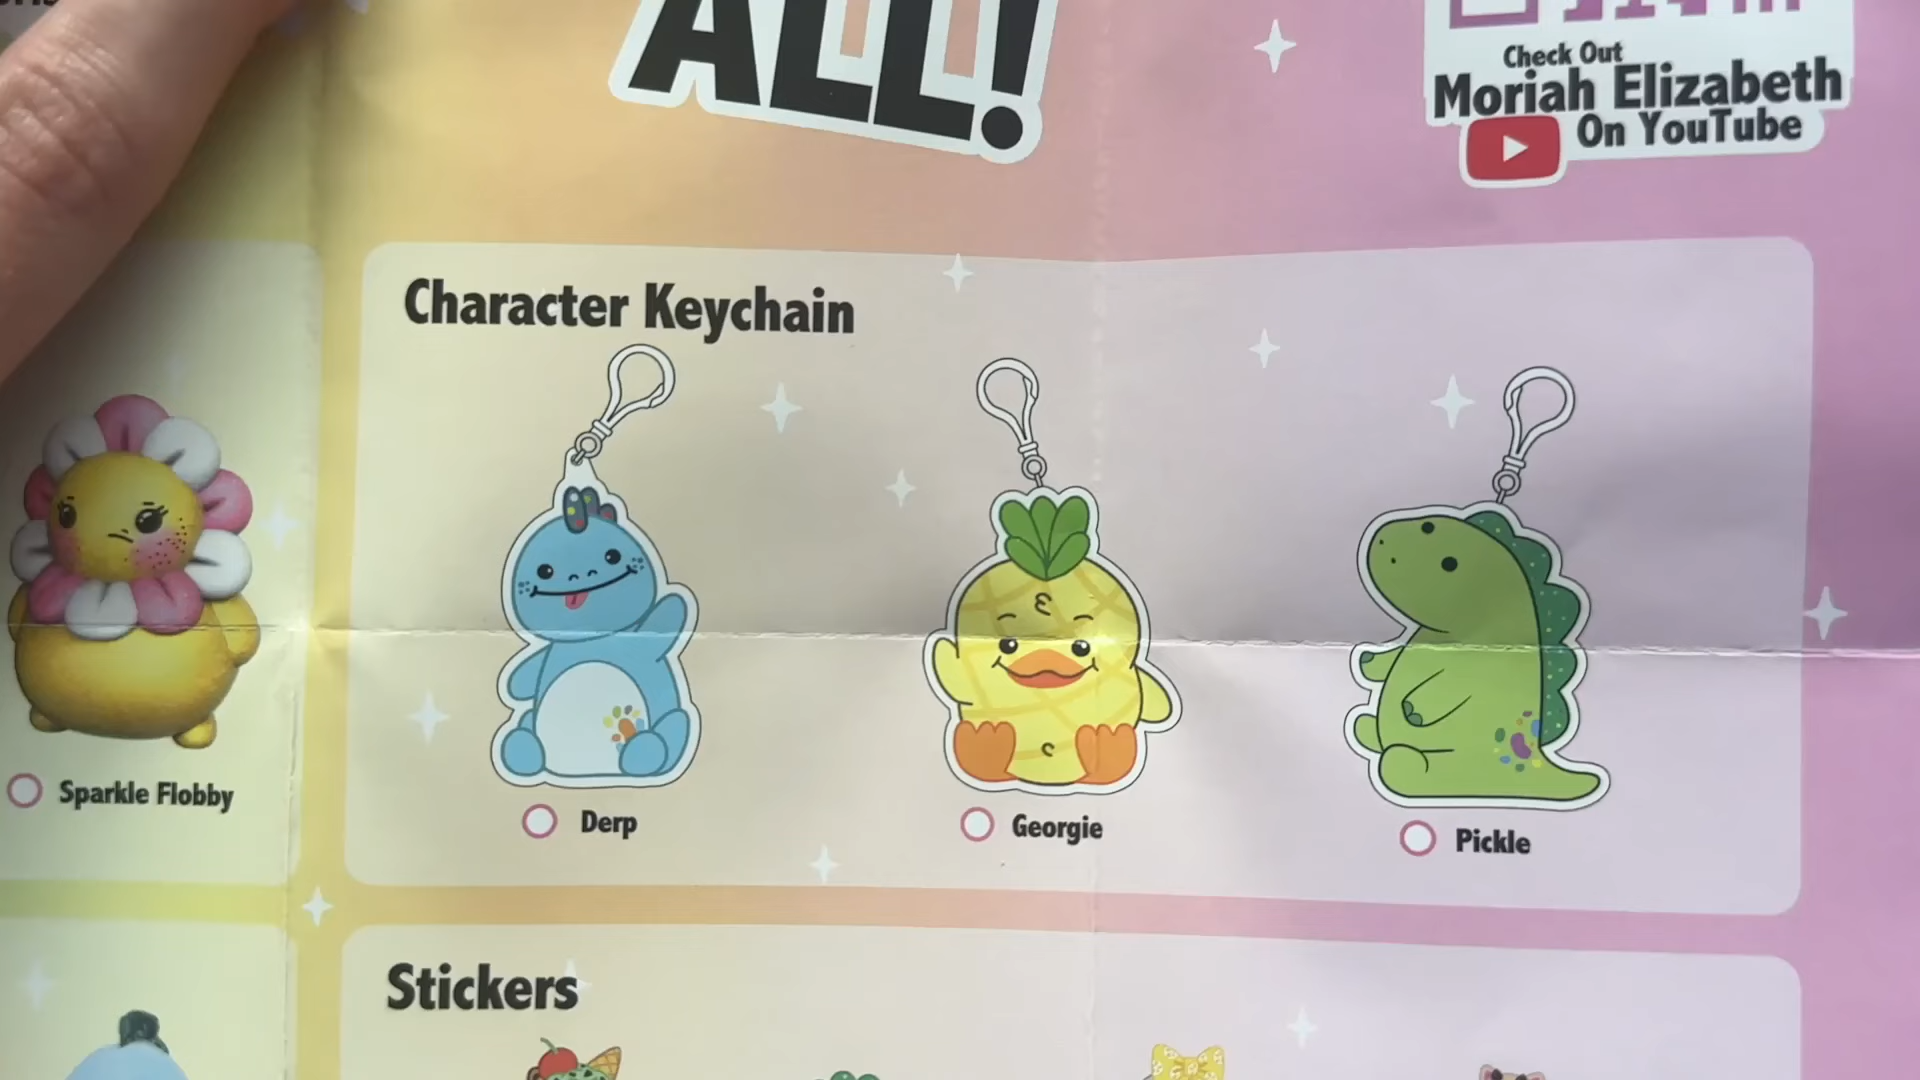 ALL!
Check Out
Moriah Elizabeth
On YouTube
Character Keychain
Sparkle Flobby
Derp
Georgie
Pickle
Stickers